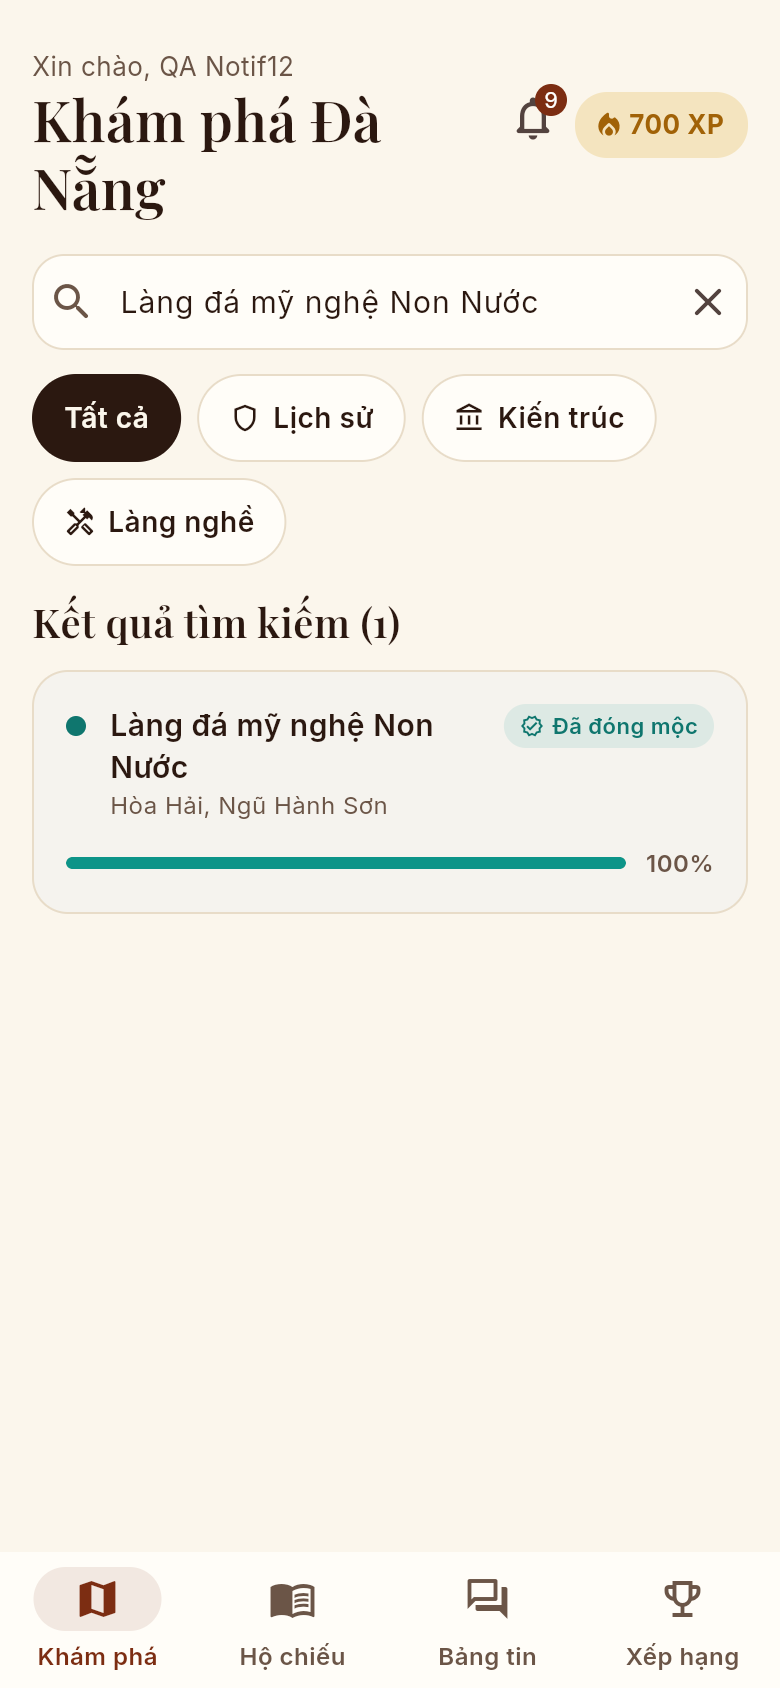 Xin chào, QA Notif12
Khám phá Đà
Nẵng
9
700 XP
Làng đá mỹ nghệ Non Nước
Tất cả
Lịch sử
Kiến trúc
Làng nghề
Kết quả tìm kiếm (1)
Làng đá mỹ nghệ Non
Nước
Đã đóng mộc
Hòa Hải, Ngũ Hành Sơn
100%
Khám phá
Hộ chiếu
Bảng tin
Xếp hạng